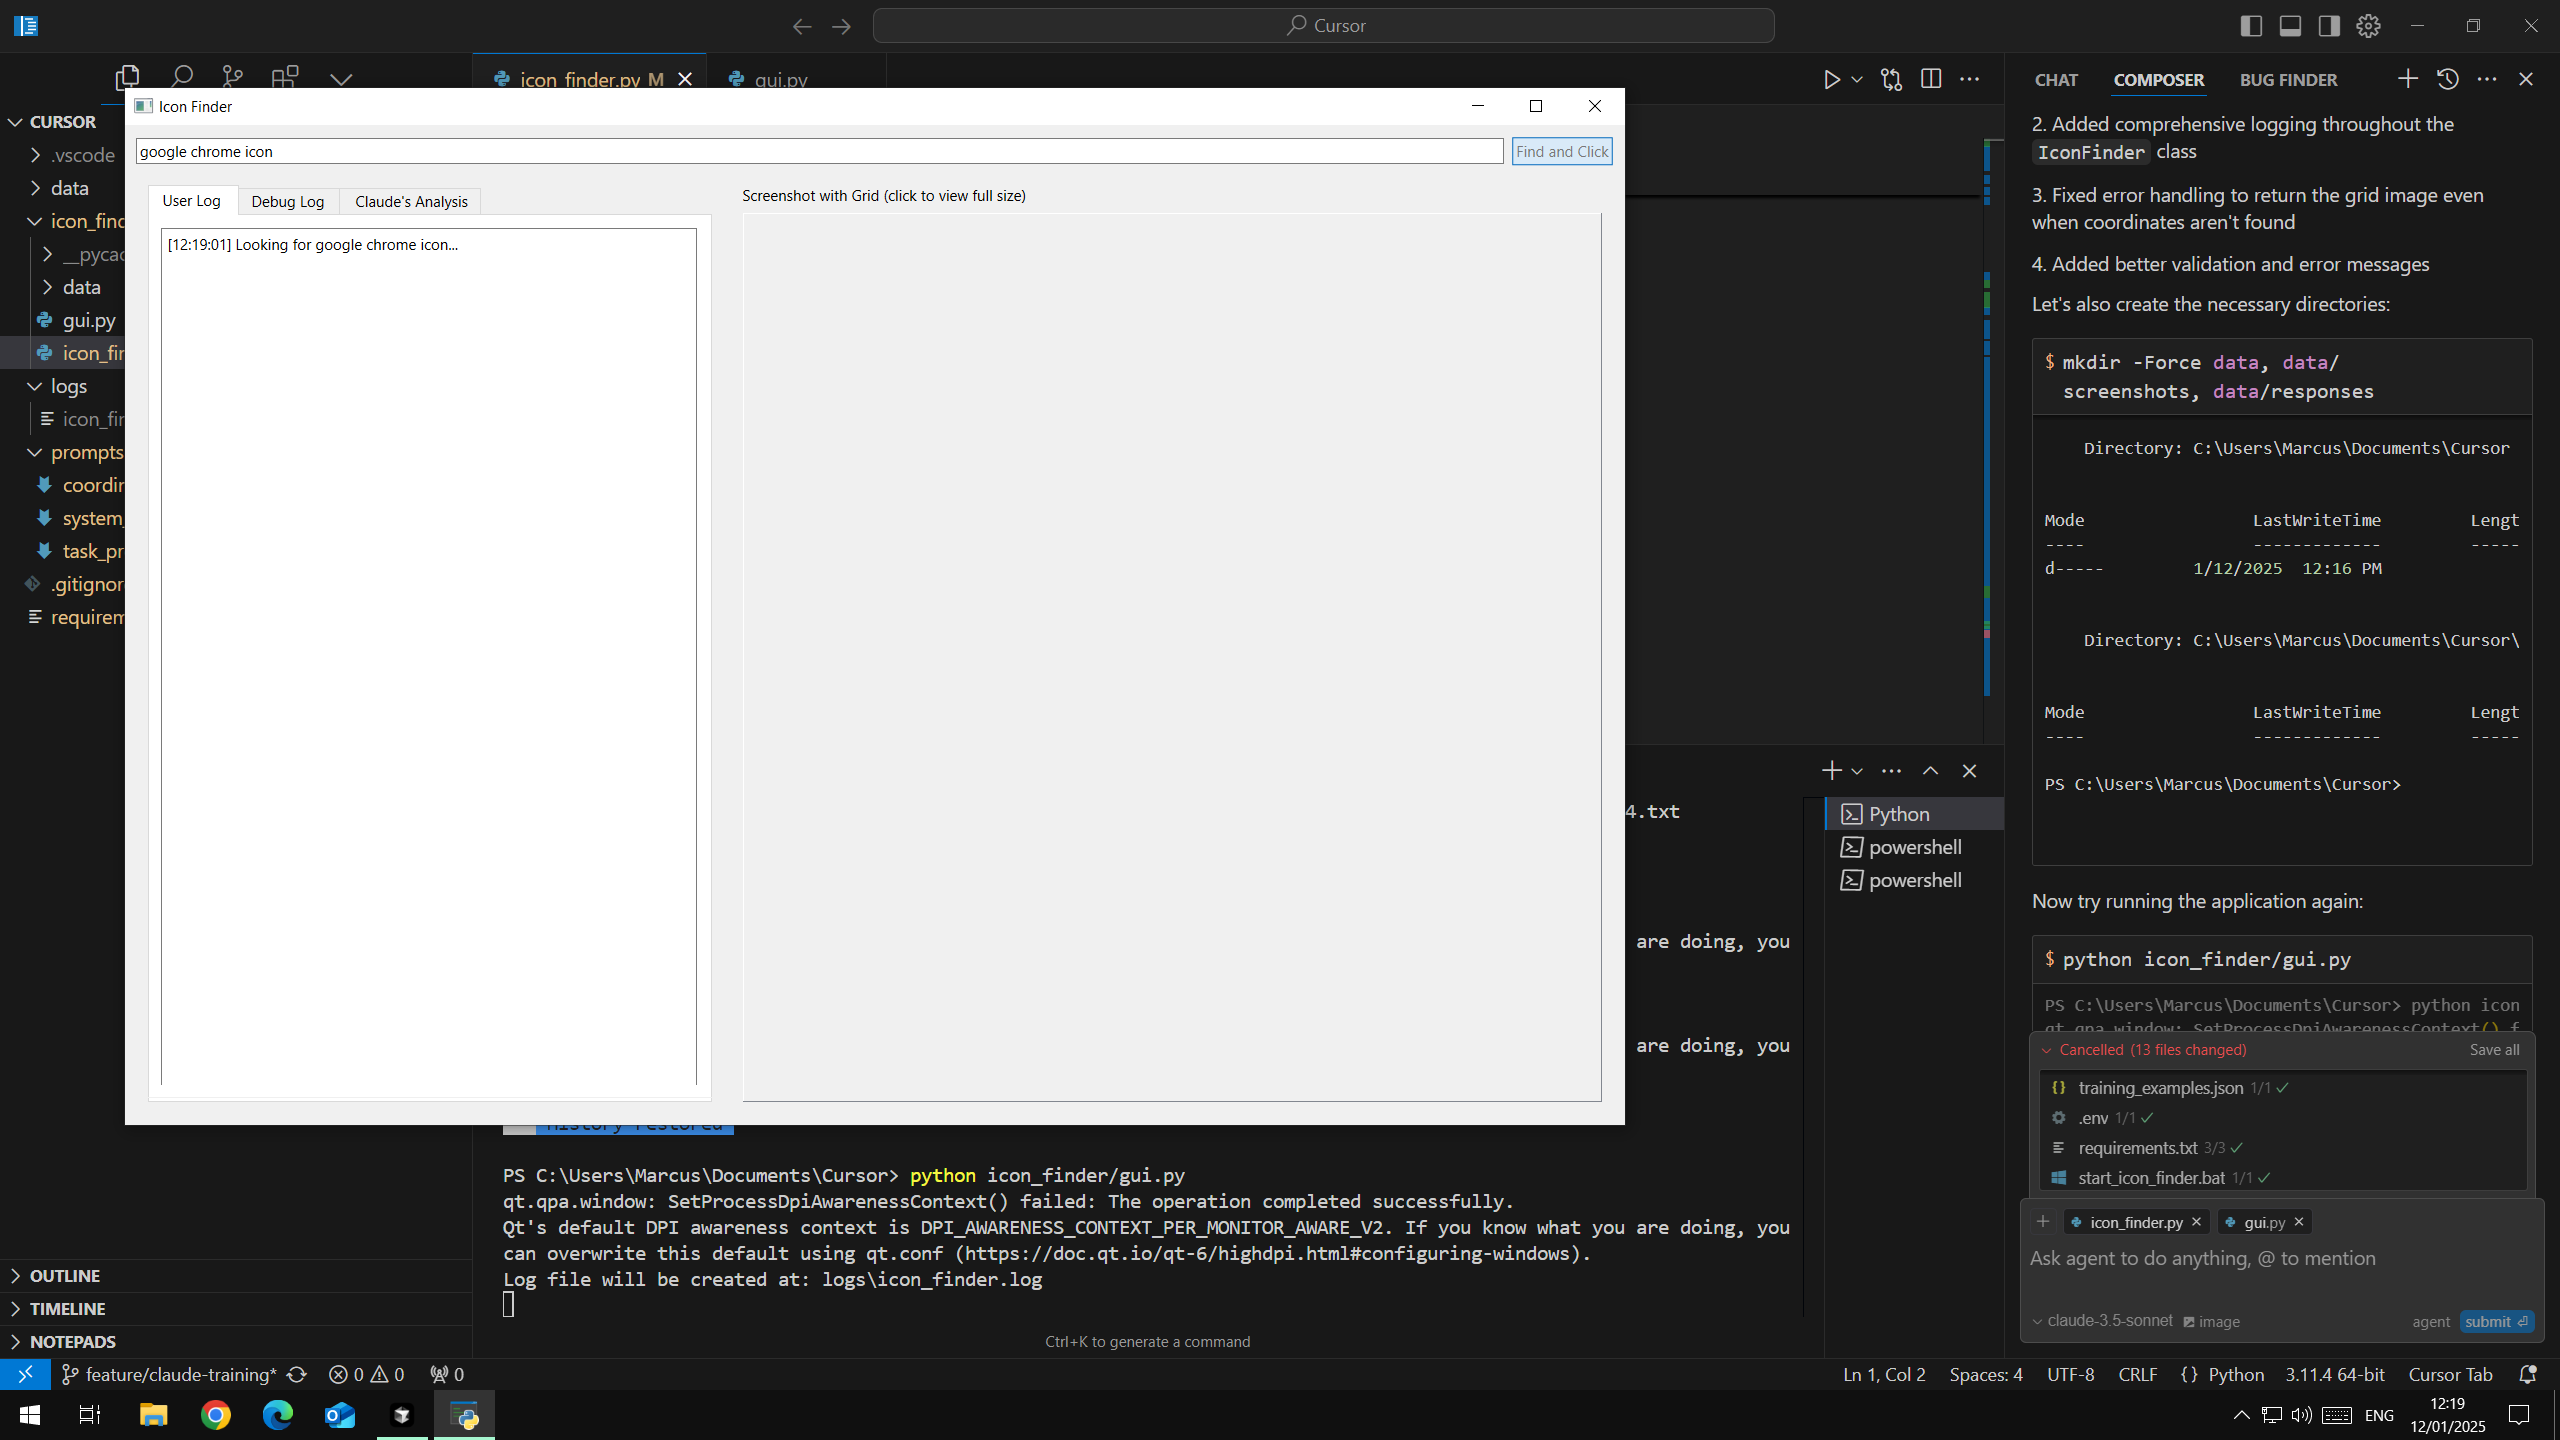 Cursor
icon_finder.py M
gui.py
CHAT
COMPOSER
BUG FINDER
CURSOR
.vscode
data
icon_find
__pycac
data
gui.py
icon_fir
logs
icon_fir
prompts
coordir
system_
task_pr
.gitignor
requirem
OUTLINE
TIMELINE
NOTEPADS
Icon Finder
google chrome icon
Find and Click
User Log
Debug Log
Claude's Analysis
Screenshot with Grid (click to view full size)
[12:19:01] Looking for google chrome icon...
4.txt
are doing, you
are doing, you
History restored
PS C:\Users\Marcus\Documents\Cursor> python icon_finder/gui.py
qt.qpa.window: SetProcessDpiAwarenessContext() failed: The operation completed successfully.
Qt's default DPI awareness context is DPI_AWARENESS_CONTEXT_PER_MONITOR_AWARE_V2. If you know what you are doing, you
can overwrite this default using qt.conf (https://doc.qt.io/qt-6/highdpi.html#configuring-windows).
Log file will be created at: logs\icon_finder.log
Ctrl+K to generate a command
Python
powershell
powershell
2. Added comprehensive logging throughout the
IconFinder class
3. Fixed error handling to return the grid image even
when coordinates aren't found
4. Added better validation and error messages
Let's also create the necessary directories:
$ mkdir -Force data, data/
screenshots, data/responses
Directory: C:\Users\Marcus\Documents\Cursor
Mode LastWriteTime Lengt
---- ------------- -----
d----- 1/12/2025 12:16 PM
Directory: C:\Users\Marcus\Documents\Cursor\
Mode LastWriteTime Lengt
---- ------------- -----
PS C:\Users\Marcus\Documents\Cursor>
Now try running the application again:
$ python icon_finder/gui.py
PS C:\Users\Marcus\Documents\Cursor> python icon
qt.qpa.window: SetProcessDpiAwarenessContext() f
Cancelled (13 files changed)
Save all
training_examples.json 1/1
.env 1/1
requirements.txt 3/3
start_icon_finder.bat 1/1
icon_finder.py
gui.py
Ask agent to do anything, @ to mention
claude-3.5-sonnet
image
agent
submit
feature/claude-training*
0
0
0
Ln 1, Col 2
Spaces: 4
UTF-8
CRLF
{ } Python
3.11.4 64-bit
Cursor Tab
ENG
12:19
12/01/2025